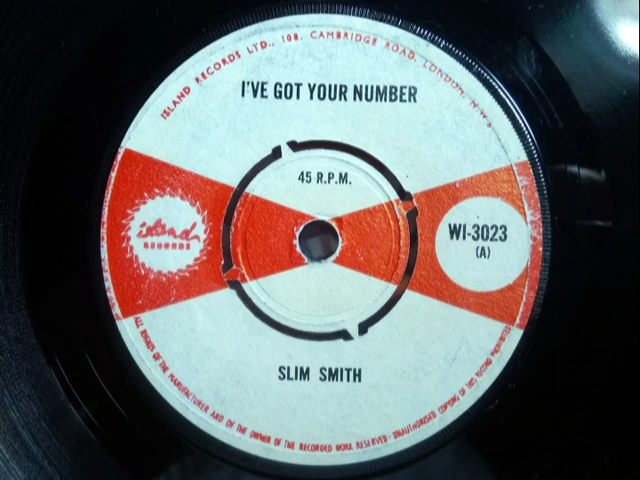 ISLAND RECORDS LTD., 108, CAMBRIDGE ROAD, LONDON, N.W.6
I'VE GOT YOUR NUMBER
45 R.P.M.
island
RECORDS
WI-3023
(A)
SLIM SMITH
ALL RIGHTS OF THE MANUFACTURER AND OF THE OWNER OF THE RECORDED WORK RESERVED · UNAUTHORISED COPYING OF THIS RECORD PROHIBITED